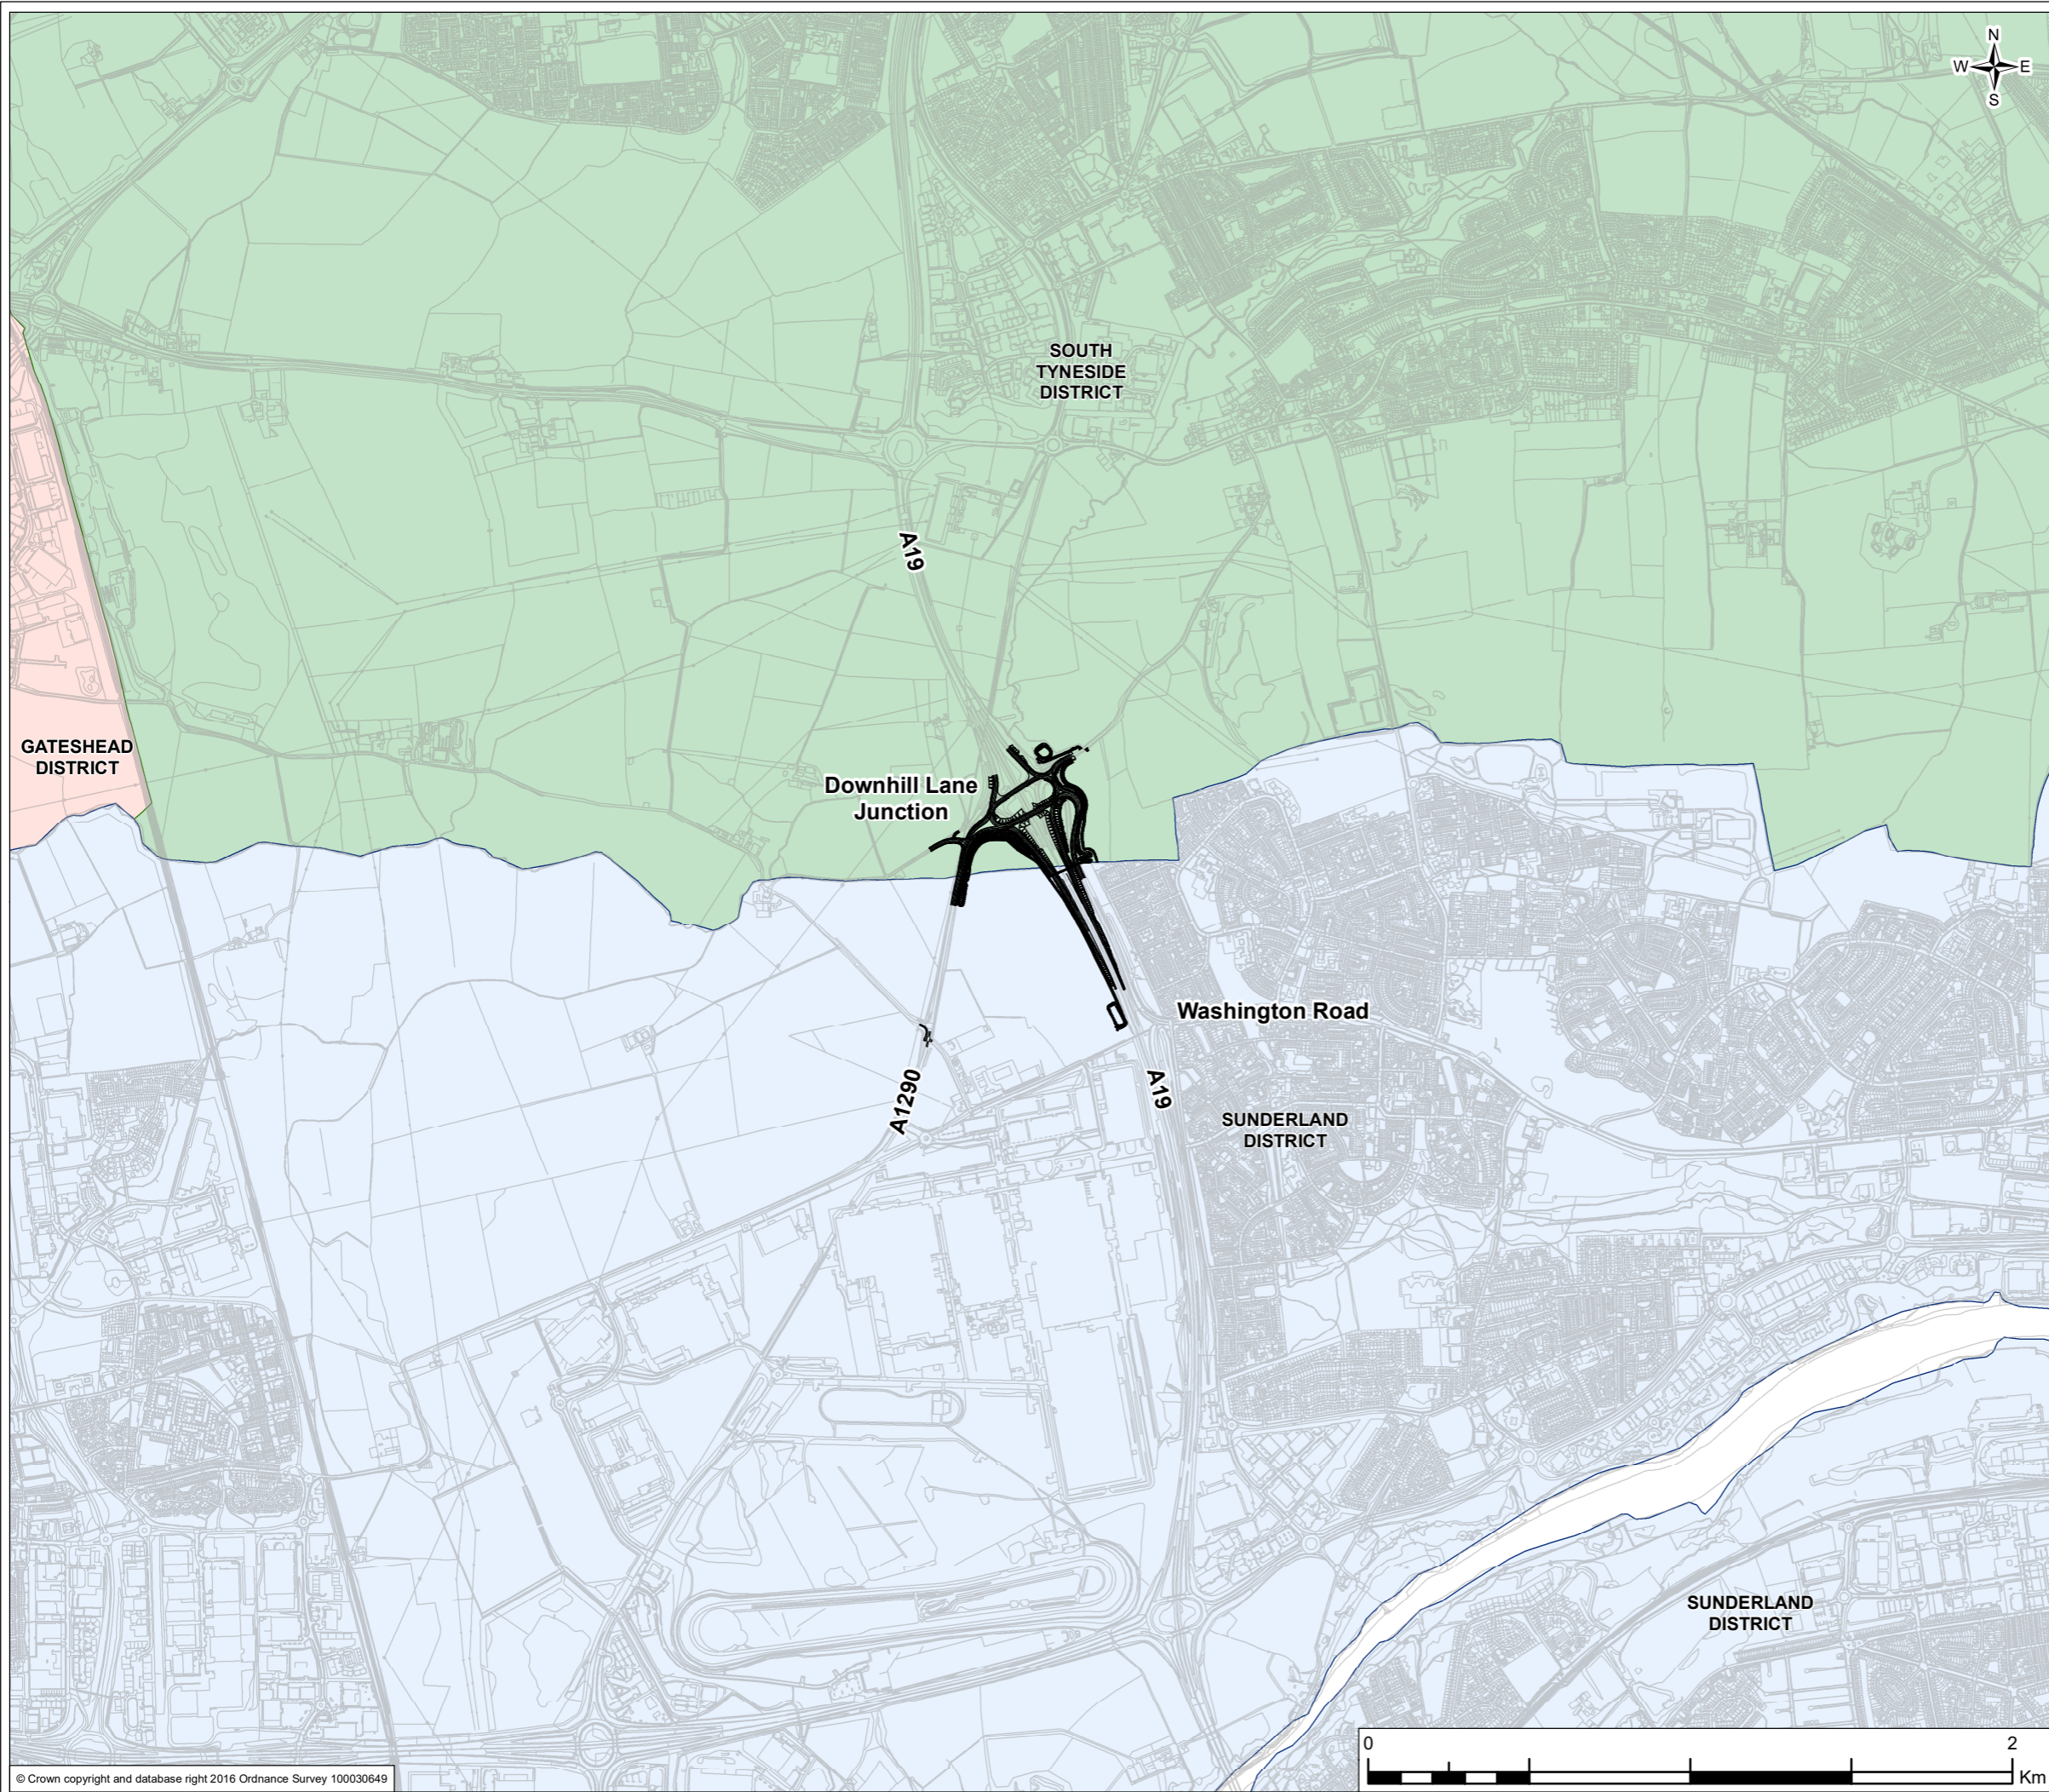 N
W E
S
SOUTH
TYNESIDE
DISTRICT
A19
GATESHEAD
DISTRICT
Downhill Lane
Junction
Washington Road
A1290
A19
SUNDERLAND
DISTRICT
SUNDERLAND
DISTRICT
0 2
Km
© Crown copyright and database right 2016 Ordnance Survey 100030649